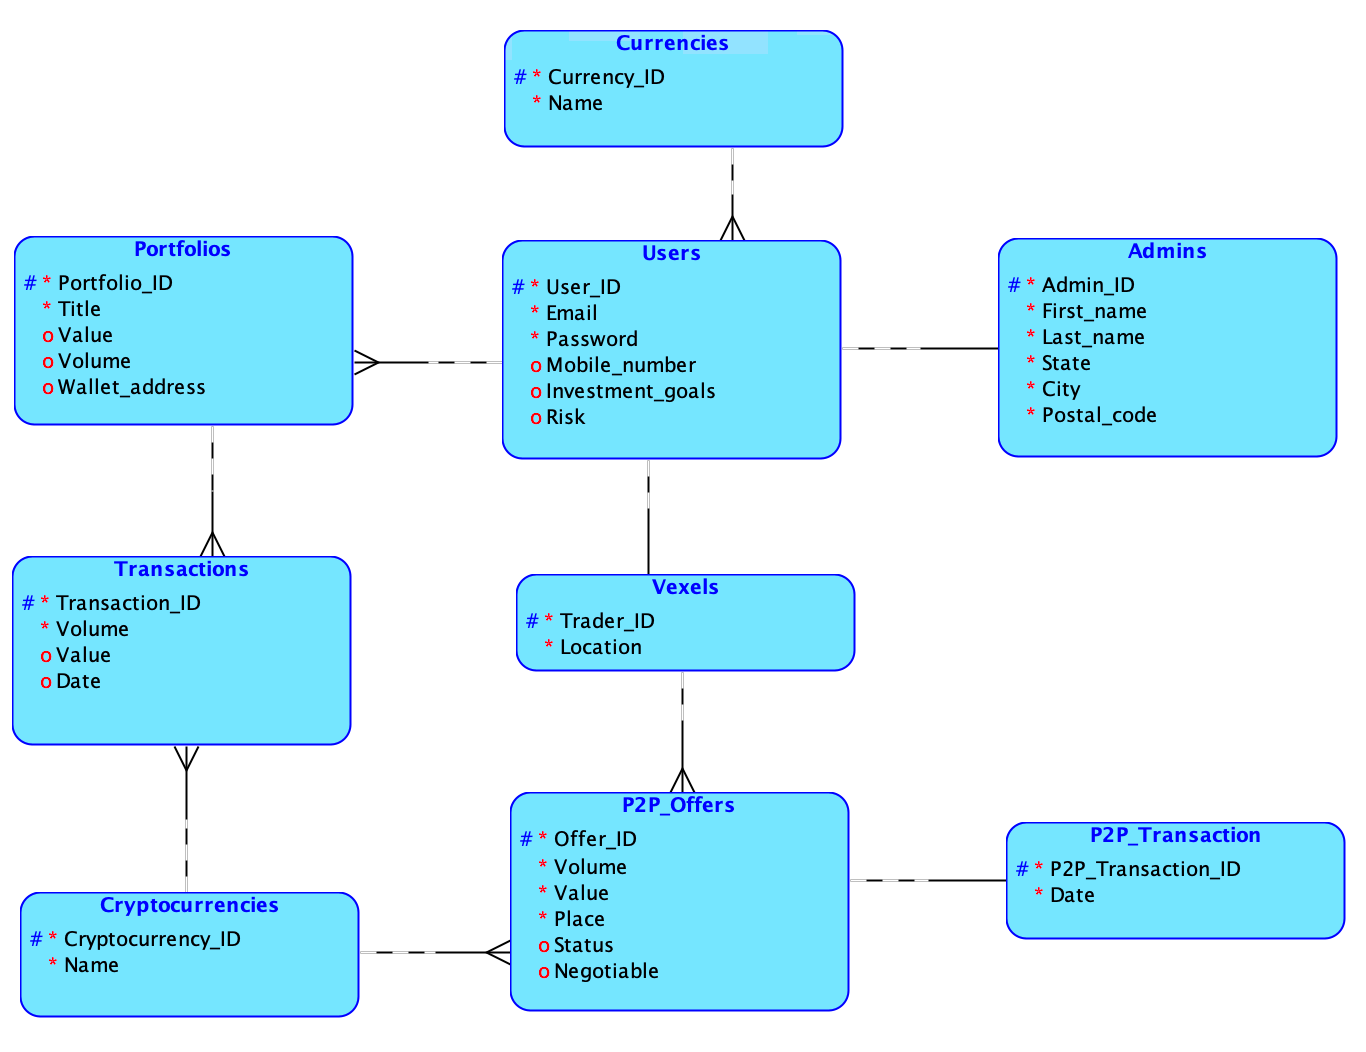 Currencies
# * Currency_ID
* Name
Portfolios
# * Portfolio_ID
* Title
o Value
o Volume
o Wallet_address
Users
# * User_ID
* Email
* Password
o Mobile_number
o Investment_goals
o Risk
Admins
# * Admin_ID
* First_name
* Last_name
* State
* City
* Postal_code
Transactions
# * Transaction_ID
* Volume
o Value
o Date
Vexels
# * Trader_ID
* Location
Cryptocurrencies
# * Cryptocurrency_ID
* Name
P2P_Offers
# * Offer_ID
* Volume
* Value
* Place
o Status
o Negotiable
P2P_Transaction
# * P2P_Transaction_ID
* Date